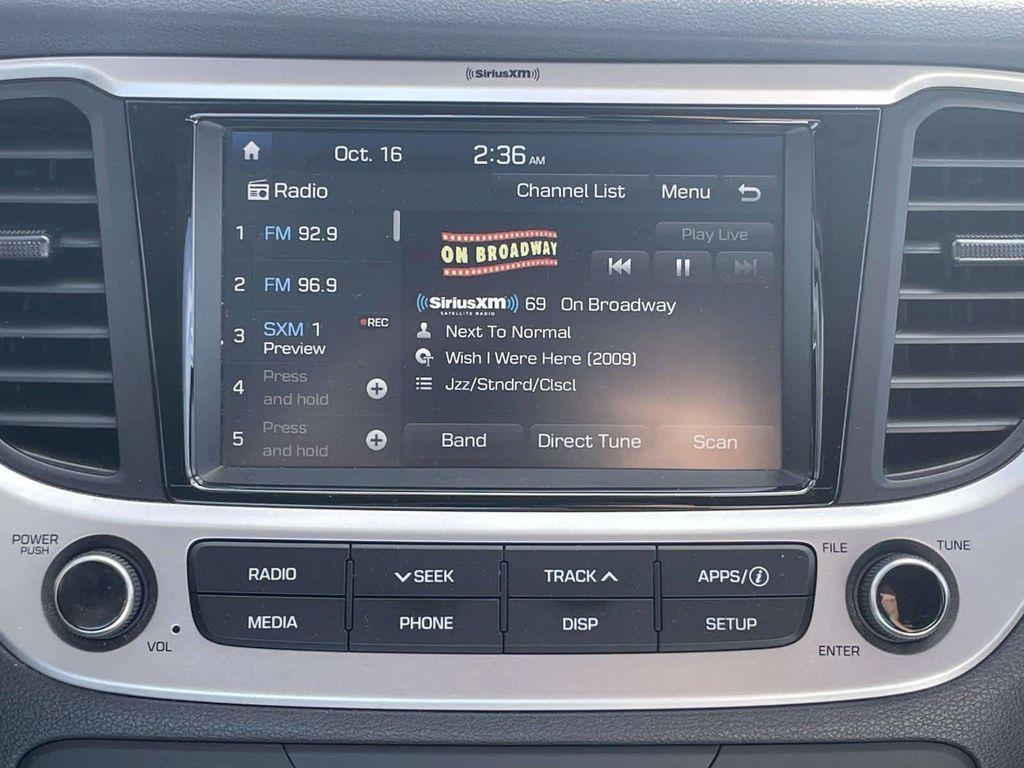 ((SiriusXM))
Oct. 16 2:36 AM
Radio Channel List Menu
1 FM 92.9
2 FM 96.9
3 SXM 1 REC
Preview
4 Press
and hold
5 Press
and hold
ON BROADWAY
Play Live
((SiriusXM)) 69 On Broadway
SATELLITE RADIO
Next To Normal
Wish I Were Here (2009)
Jzz/Stndrd/Clscl
Band Direct Tune Scan
POWER
PUSH
VOL
RADIO SEEK TRACK APPS/i
MEDIA PHONE DISP SETUP
FILE TUNE
ENTER